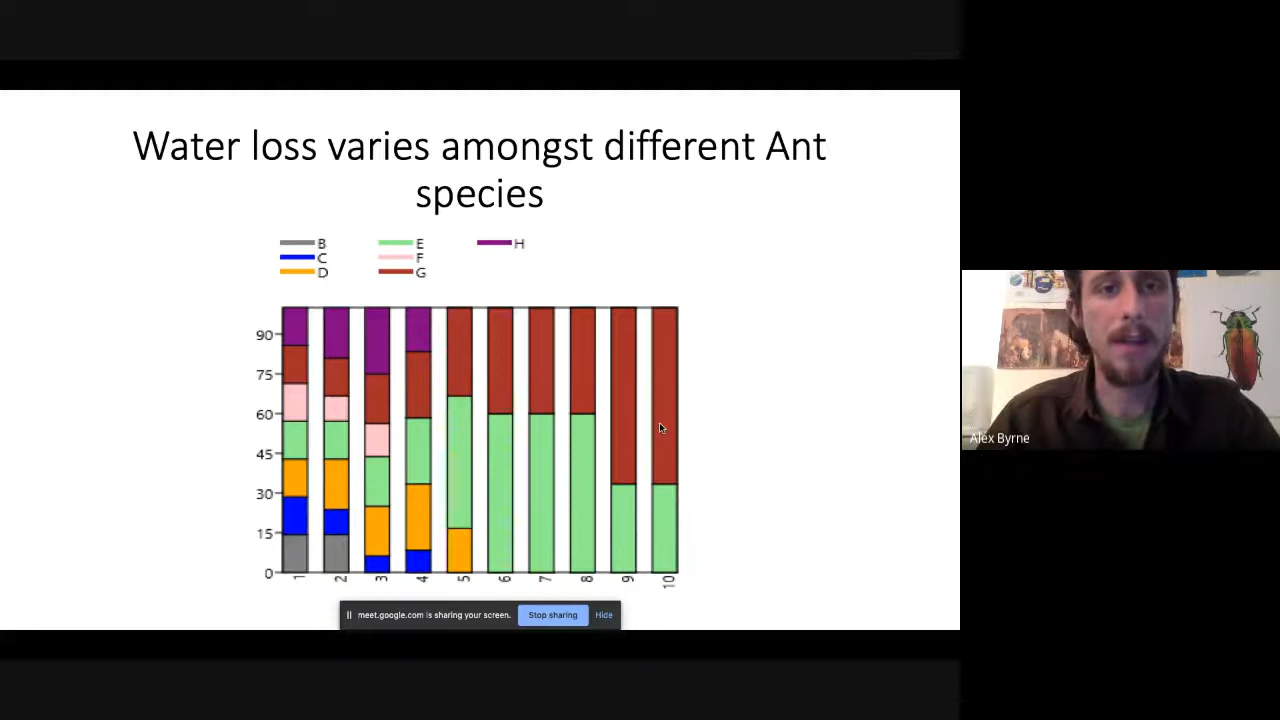 Water loss varies amongst different Ant
species
B E H
C F
D G
90
75
60
45
30
15
0
1 2 3 4 5 6 7 8 9 10
meet.google.com is sharing your screen. Stop sharing Hide
Alex Byrne